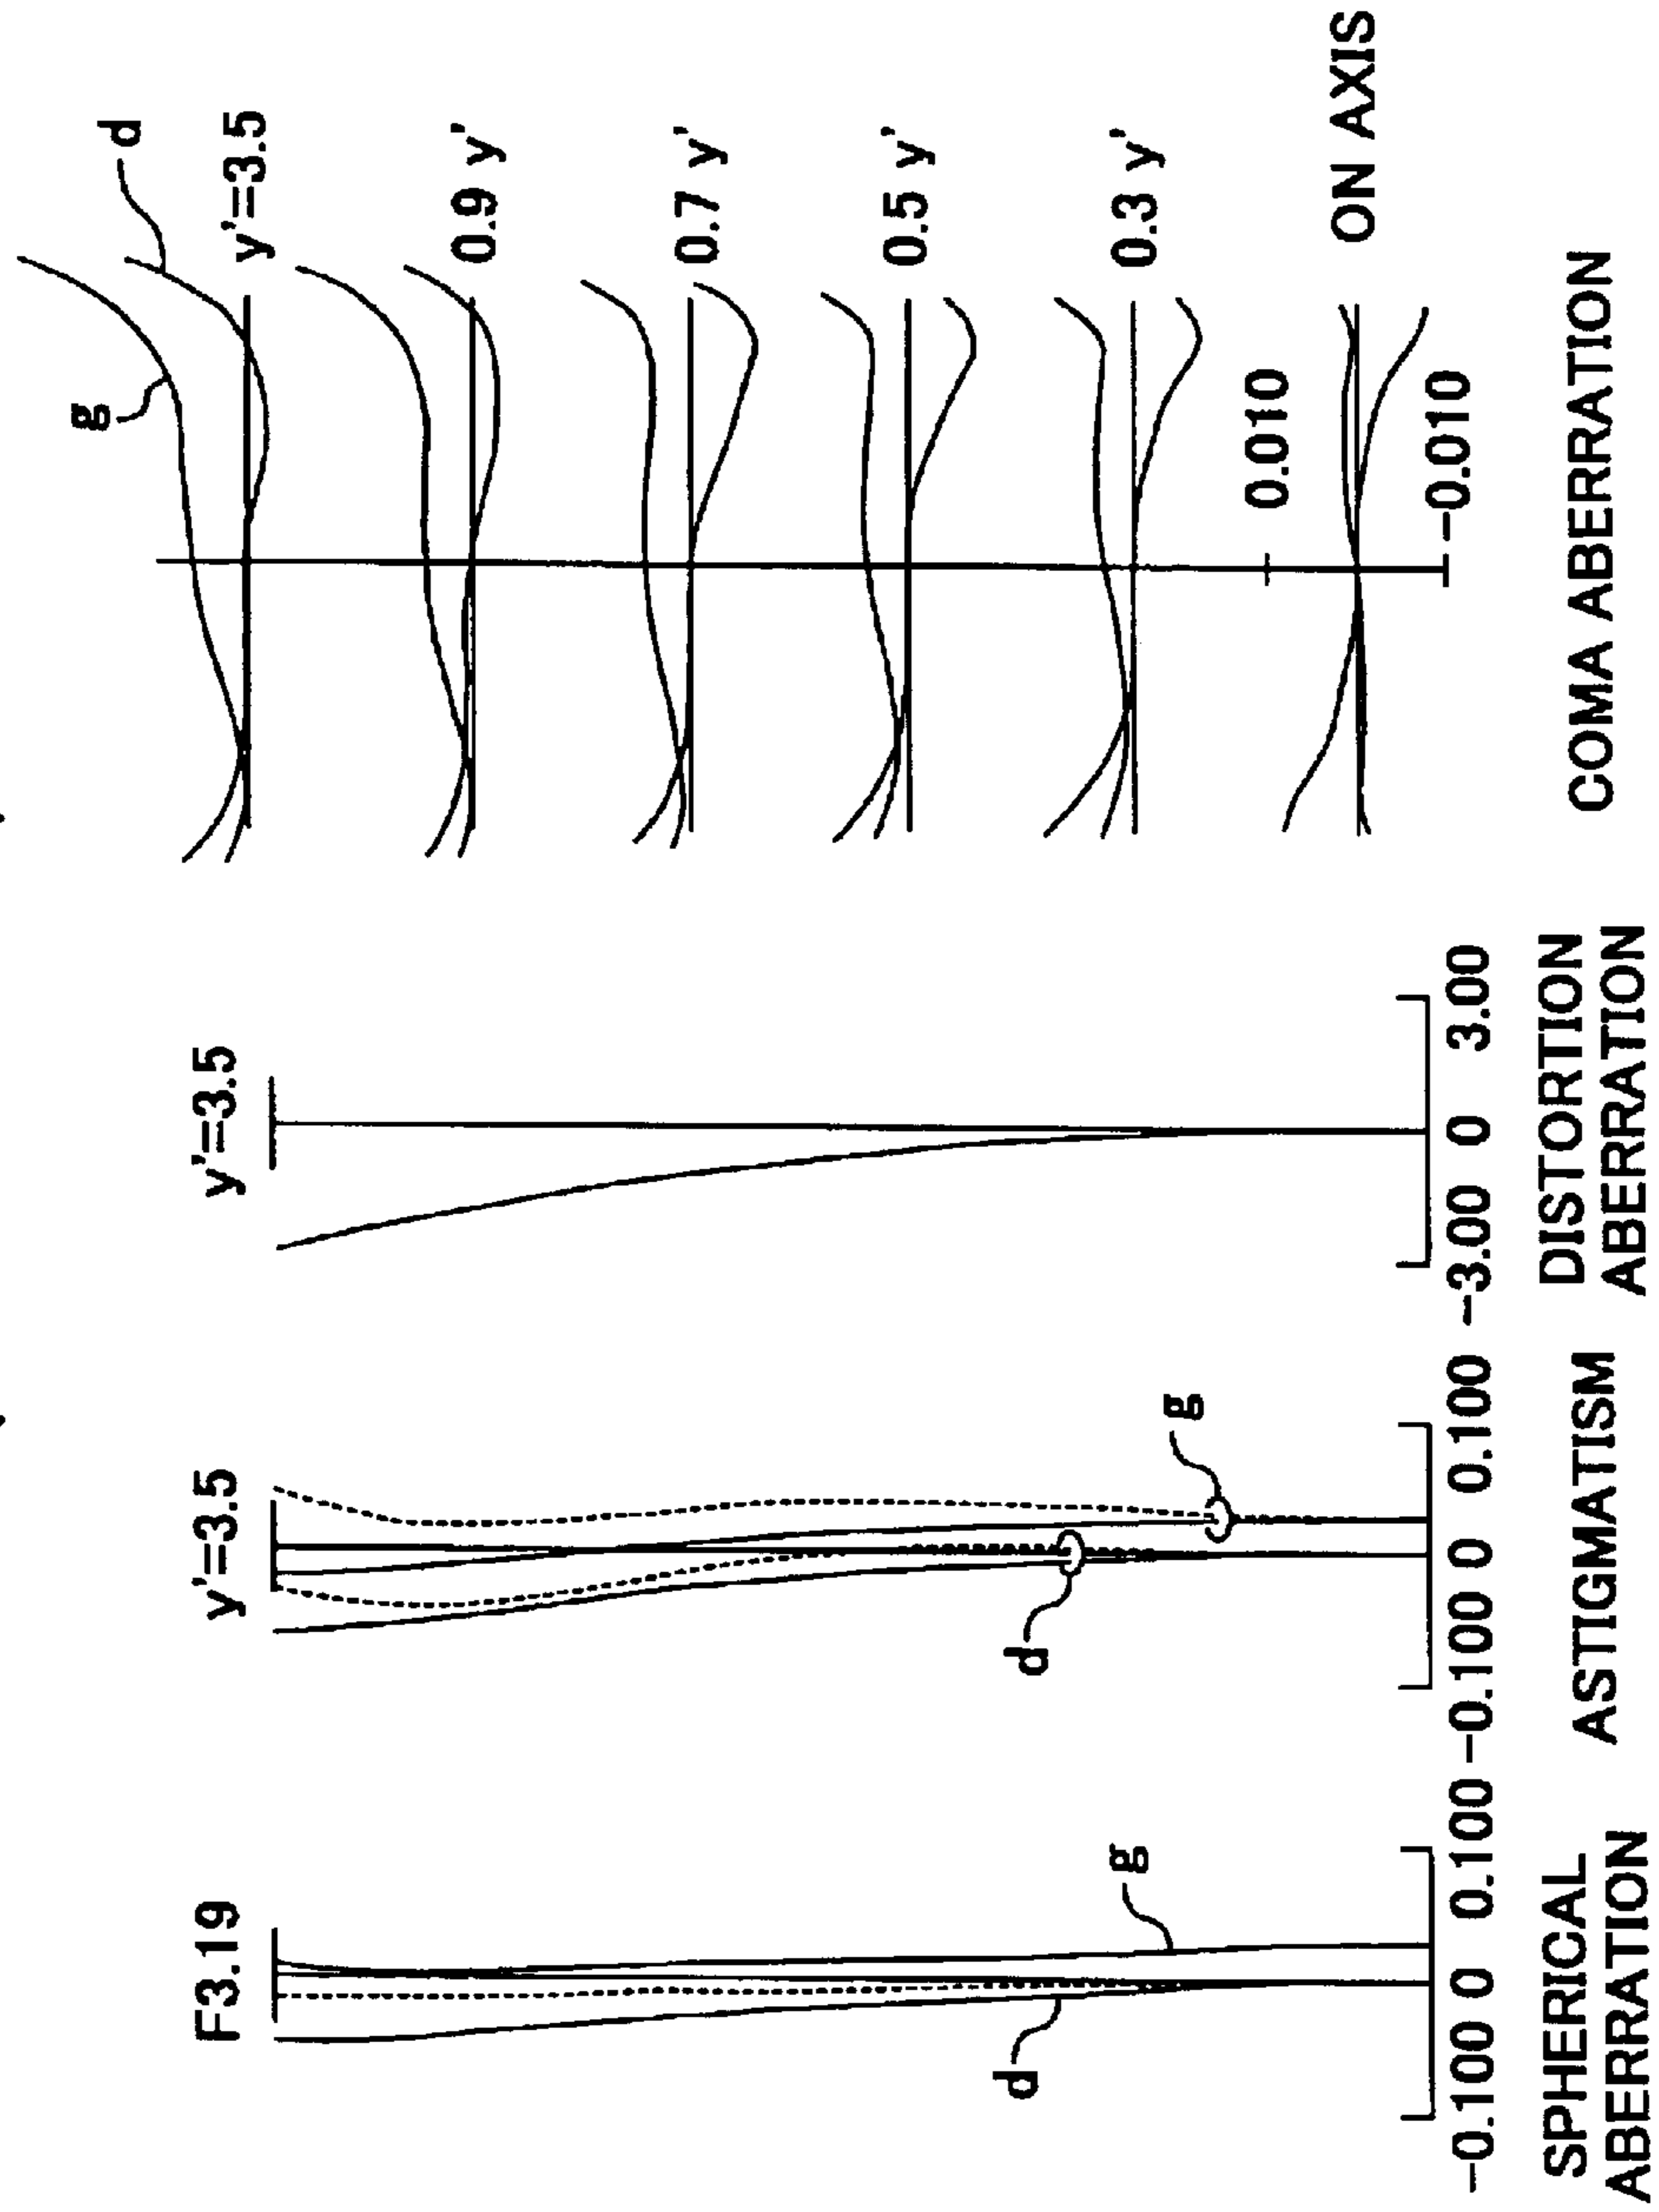 F3.19
g
d
-0.100 0 0.100
SPHERICAL
ABERRATION
y'=3.5
g
d
-0.100 0 0.100
ASTIGMATISM
y'=3.5
-3.00 0 3.00
DISTORTION
ABERRATION
g
d
y'=3.5
0.9 y'
0.7 y'
0.5 y'
0.3 y'
0.010
ON AXIS
-0.010
COMA ABERRATION